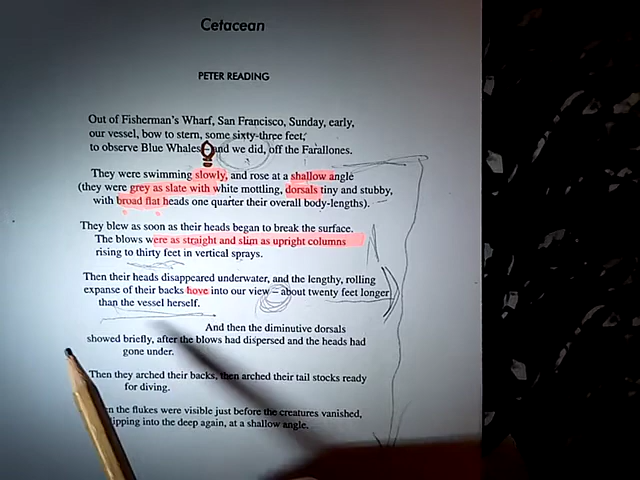 Cetacean
PETER READING
Out of Fisherman's Wharf, San Francisco, Sunday, early,
our vessel, bow to stern, some sixty-three feet,
to observe Blue Whales and we did, off the Farallones.
They were swimming slowly, and rose at a shallow angle
(they were grey as slate with white mottling, dorsals tiny and stubby,
with broad flat heads one quarter their overall body-lengths).
They blew as soon as their heads began to break the surface.
The blows were as straight and slim as upright columns
rising to thirty feet in vertical sprays.
Then their heads disappeared underwater, and the lengthy, rolling
expanse of their backs hove into our view – about twenty feet longer
than the vessel herself.
And then the diminutive dorsals
showed briefly, after the blows had dispersed and the heads had
gone under.
Then they arched their backs, then arched their tail stocks ready
for diving.
the flukes were visible just before the creatures vanished,
into the deep again, at a shallow angle.